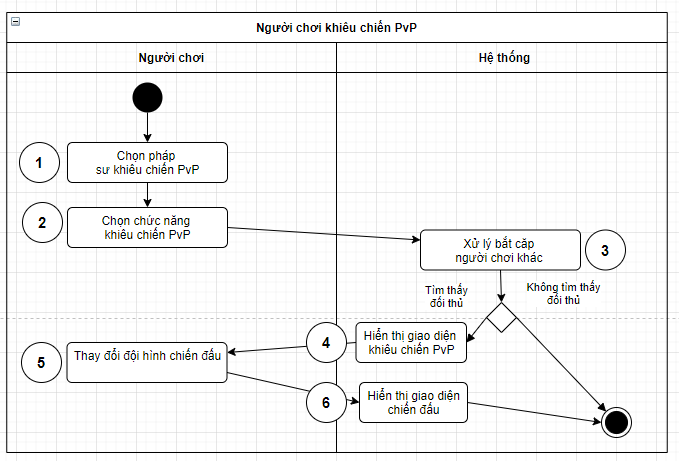 Người chơi khiêu chiến PvP
Người chơi
Hệ thống
1
Chọn pháp
sư khiêu chiến PvP
2
Chọn chức năng
khiêu chiến PvP
Xử lý bắt cặp
người chơi khác
3
Tìm thấy
đối thủ
Không tìm thấy
đối thủ
4
Hiển thị giao diện
khiêu chiến PvP
5
Thay đổi đội hình chiến đấu
6
Hiển thị giao diện
chiến đấu